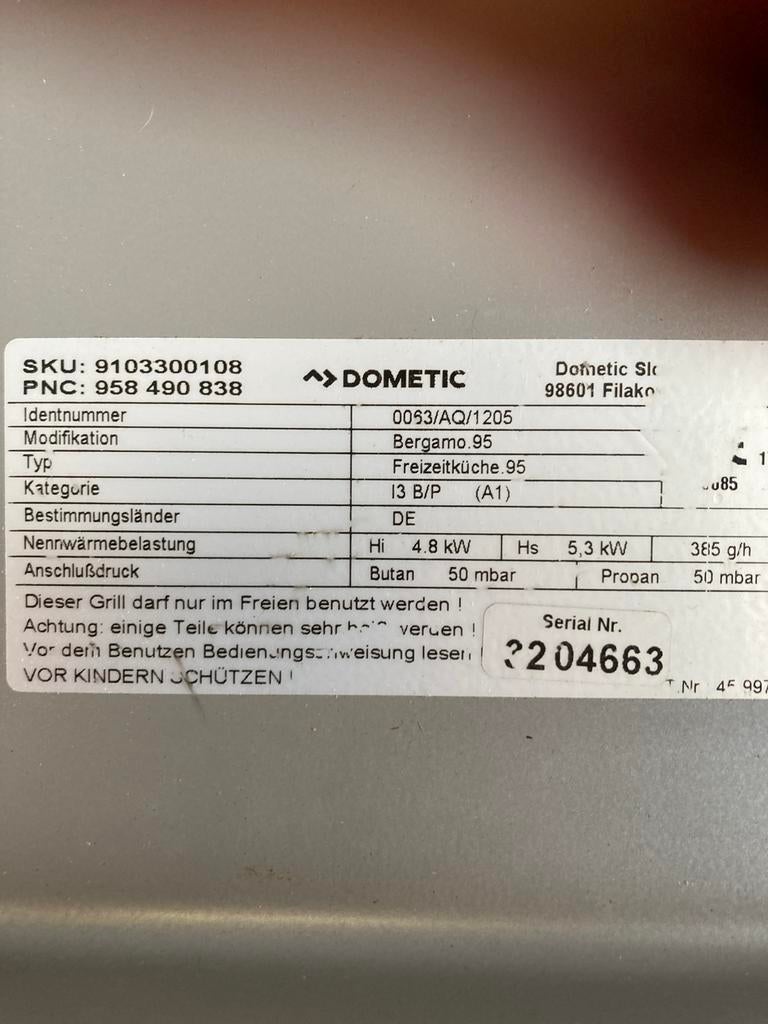 SKU: 9103300108
PNC: 958 490 838
DOMETIC
Dometic
98601
Identnummer 0063/AQ/1205
Modifikation Bergamo.95
Typ Freizeitküche.95
Kategorie I3 B/P (A1)
Bestimmungsländer DE
Nennwärmebelastung Hi 4.8 kW Hs 5,3 kW 385 g/h
Anschlußdruck Butan 50 mbar Propan 50 mbar
Dieser Grill darf nur im Freien benutzt werden !
Achtung: einige Teile können sehr werden !
Vor dem Benutzen lesen
VOR KINDERN SCHÜTZEN !
Serial Nr.